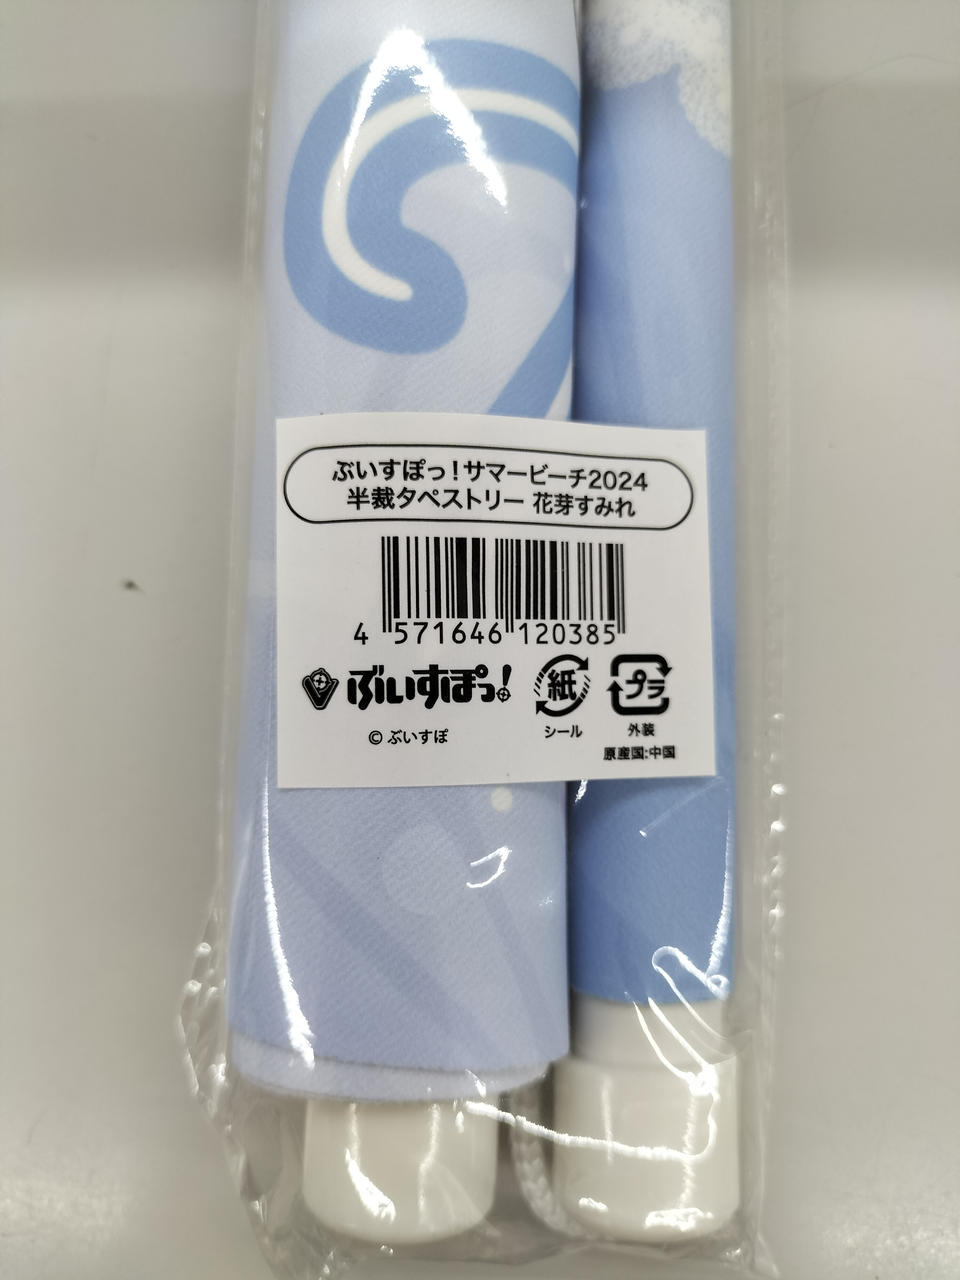 ぶいすぽっ！サマービーチ2024
半裁タペストリー 花芽すみれ
4 571646 120385
ぶいすぽっ!
紙
プラ
シール
外装
© ぶいすぽ
原産国:中国